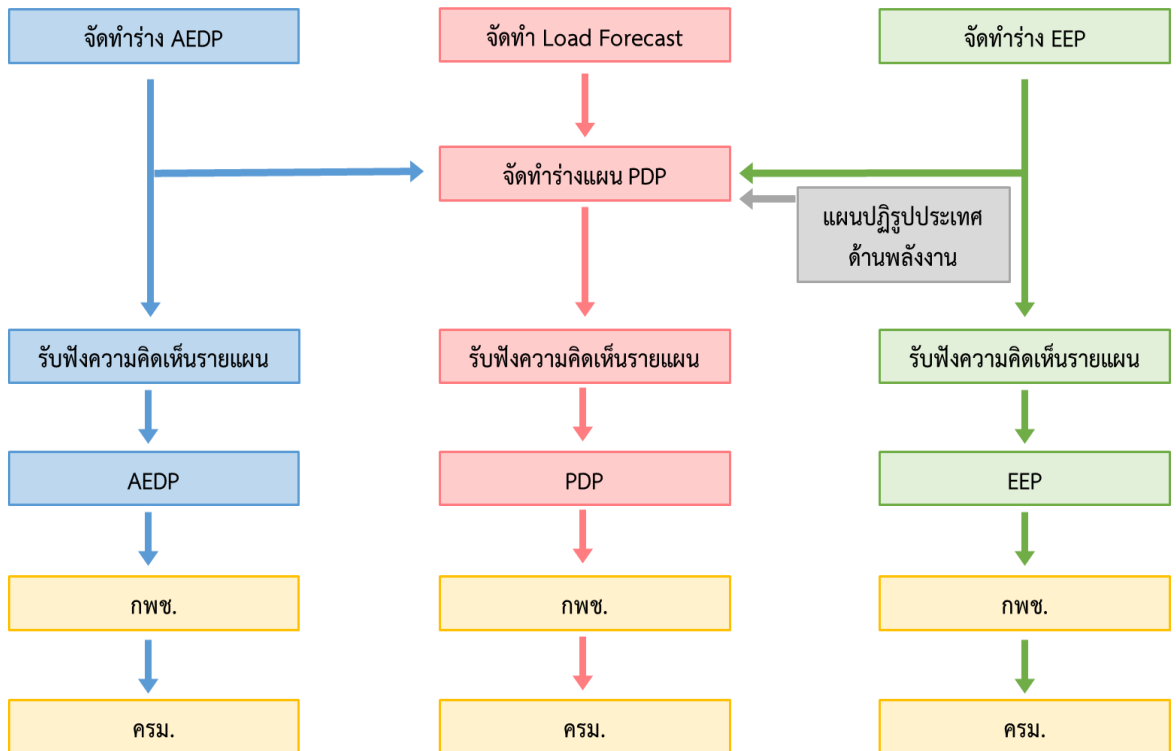 จัดทำร่าง AEDP
จัดทำ Load Forecast
จัดทำร่าง EEP
จัดทำร่างแผน PDP
แผนปฏิรูปประเทศ
ด้านพลังงาน
รับฟังความคิดเห็นรายแผน
รับฟังความคิดเห็นรายแผน
รับฟังความคิดเห็นรายแผน
AEDP
PDP
EEP
กพช.
กพช.
กพช.
ครม.
ครม.
ครม.